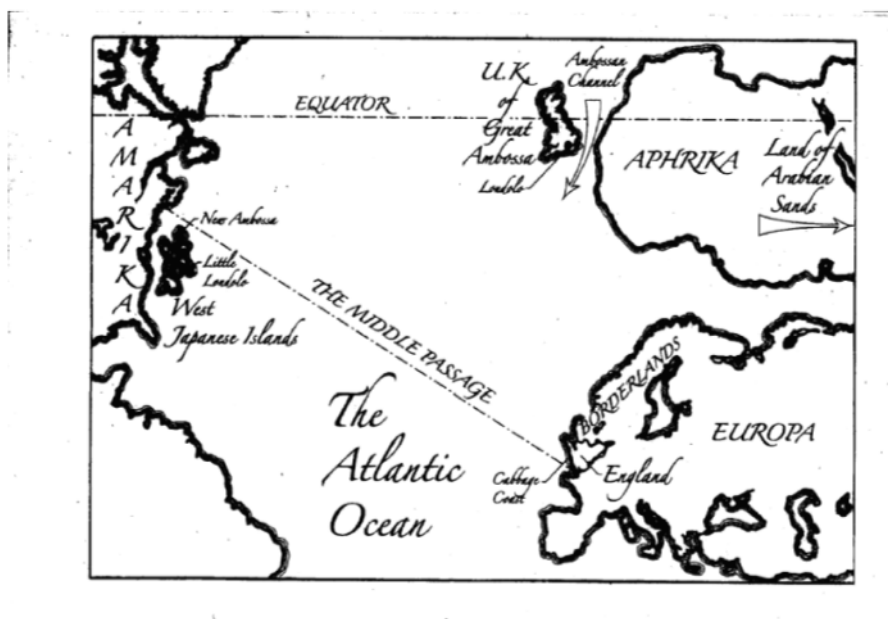 U.K.
of
Great
Ambossa
Londolo
Ambossan
Channel
EQUATOR
APHRIKA
Land of
Arabian
Sands
AMARIKA
New Ambossa
Little
Londolo
West
Japanese Islands
THE MIDDLE PASSAGE
The
Atlantic
Ocean
BORDERLANDS
EUROPA
Cabbage
Coast
England